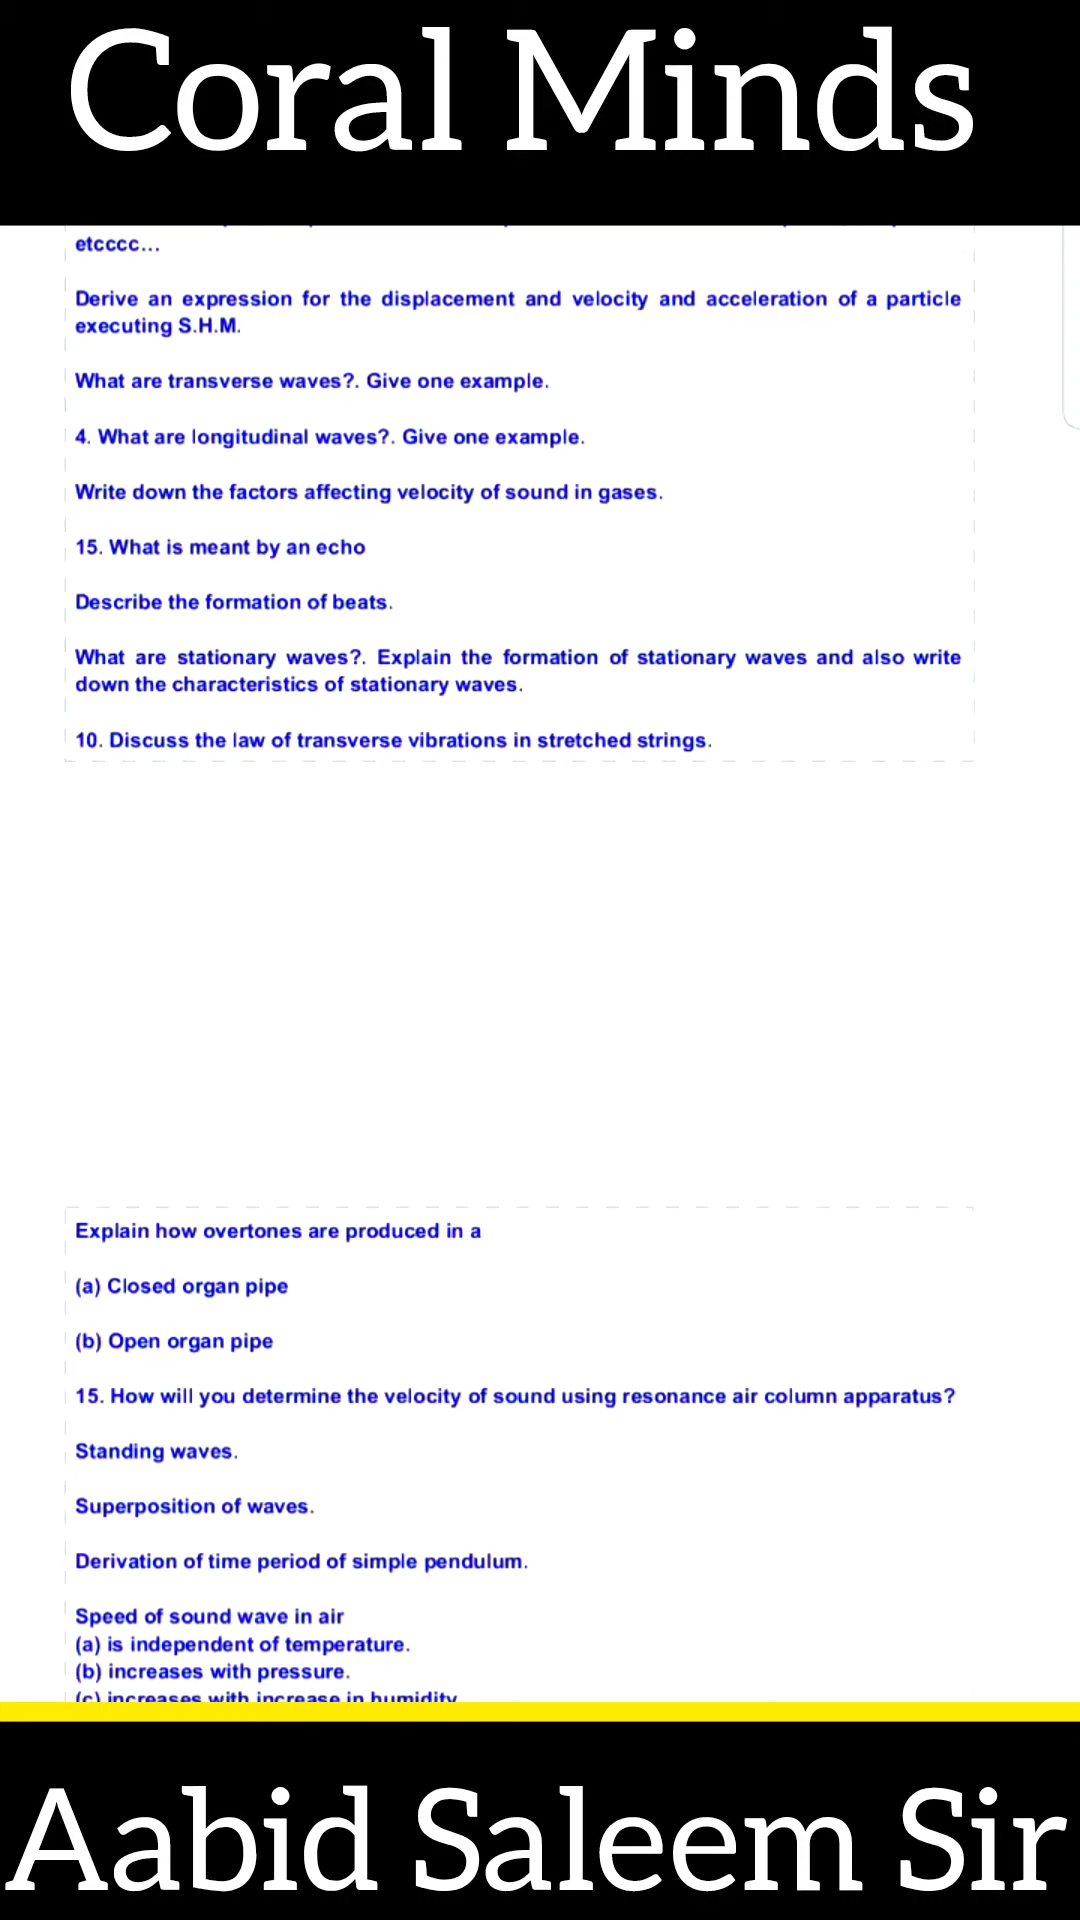 Coral Minds
etcccc...
Derive an expression for the displacement and velocity and acceleration of a particle
executing S.H.M.
What are transverse waves?. Give one example.
4. What are longitudinal waves?. Give one example.
Write down the factors affecting velocity of sound in gases.
15. What is meant by an echo
Describe the formation of beats.
What are stationary waves?. Explain the formation of stationary waves and also write
down the characteristics of stationary waves.
10. Discuss the law of transverse vibrations in stretched strings.
Explain how overtones are produced in a
(a) Closed organ pipe
(b) Open organ pipe
15. How will you determine the velocity of sound using resonance air column apparatus?
Standing waves.
Superposition of waves.
Derivation of time period of simple pendulum.
Speed of sound wave in air
(a) is independent of temperature.
(b) increases with pressure.
(c) increases with increase in humidity
Aabid Saleem Sir